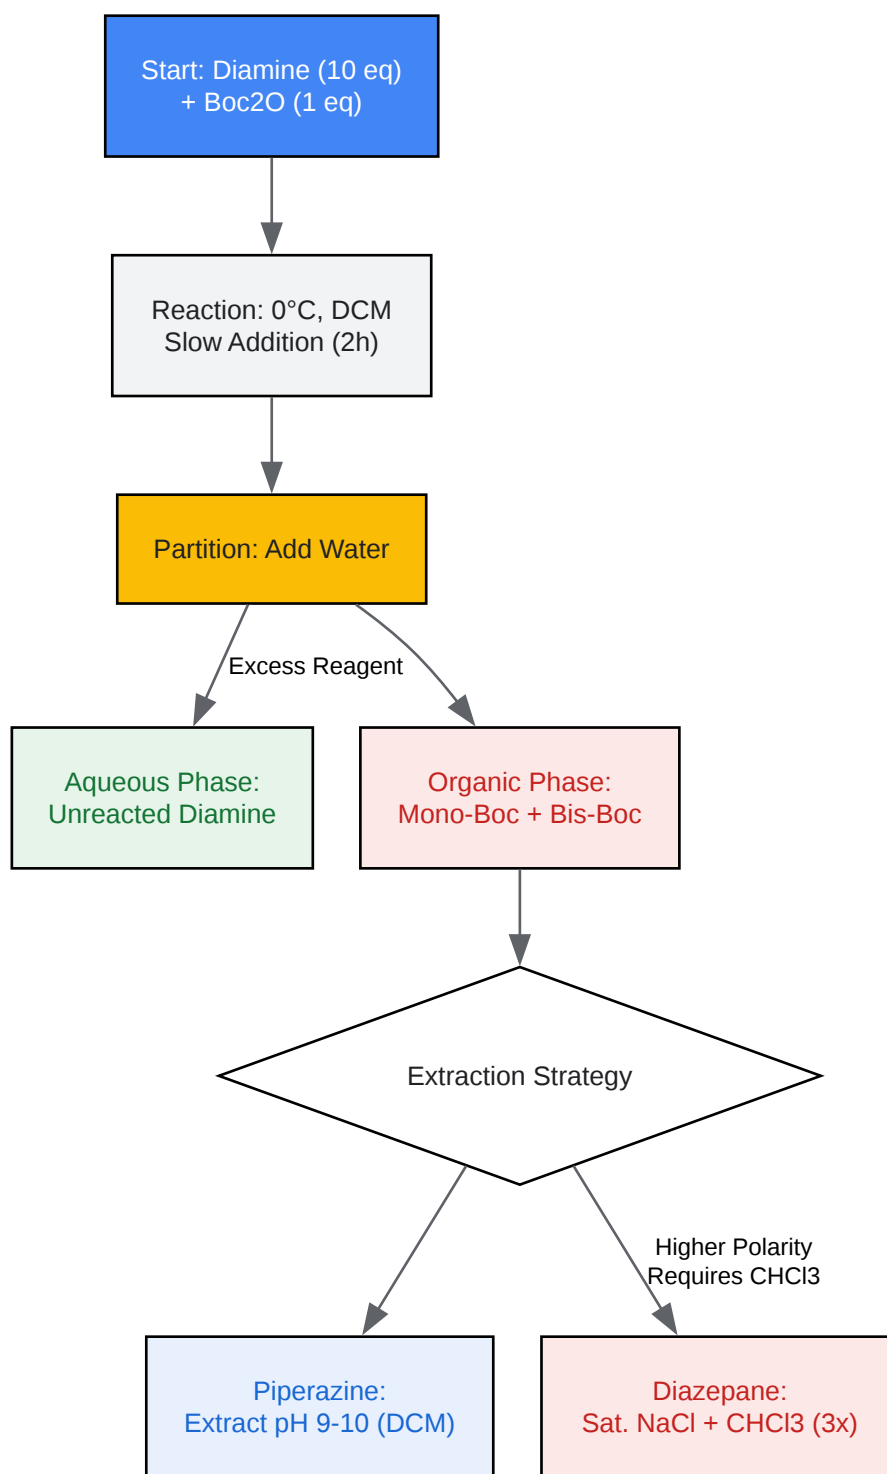 Start: Diamine (10 eq)
+ Boc2O (1 eq)
Reaction: 0°C, DCM
Slow Addition (2h)
Partition: Add Water
Excess Reagent
Aqueous Phase:
Unreacted Diamine
Organic Phase:
Mono-Boc + Bis-Boc
Extraction Strategy
Higher Polarity
Requires CHCl3
Piperazine:
Extract pH 9-10 (DCM)
Diazepane:
Sat. NaCl + CHCl3 (3x)